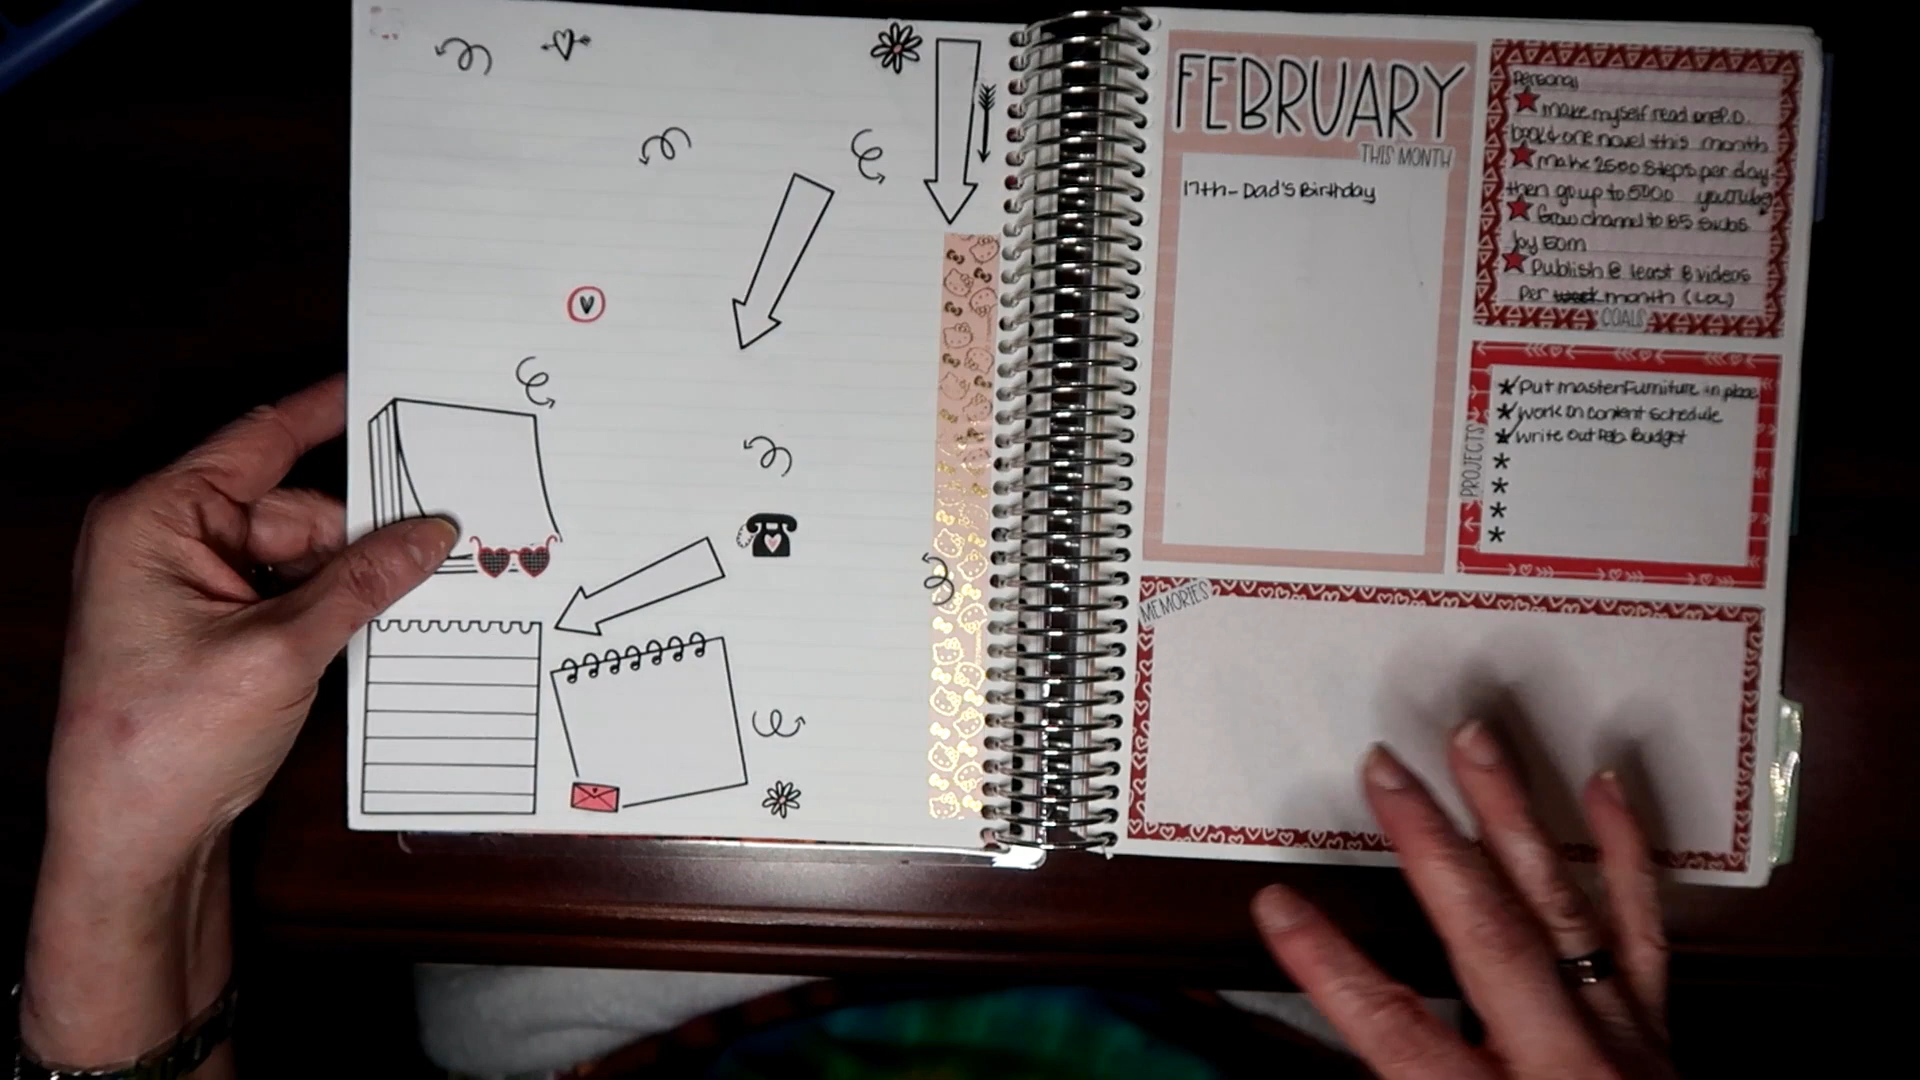 FEBRUARY
THIS MONTH
17th- Dad's Birthday
Personal
make myself read one P.D.
book & one novel this month
make 2500 steps per day
then go up to 5000
Grow channel to 85 subs
by EOM
Publish @ least 8 videos
per week month (LOL)
GOALS
PROJECTS
* Put master Furniture in place
* work on content schedule
* write out Feb. Budget
*
*
*
*
MEMORIES